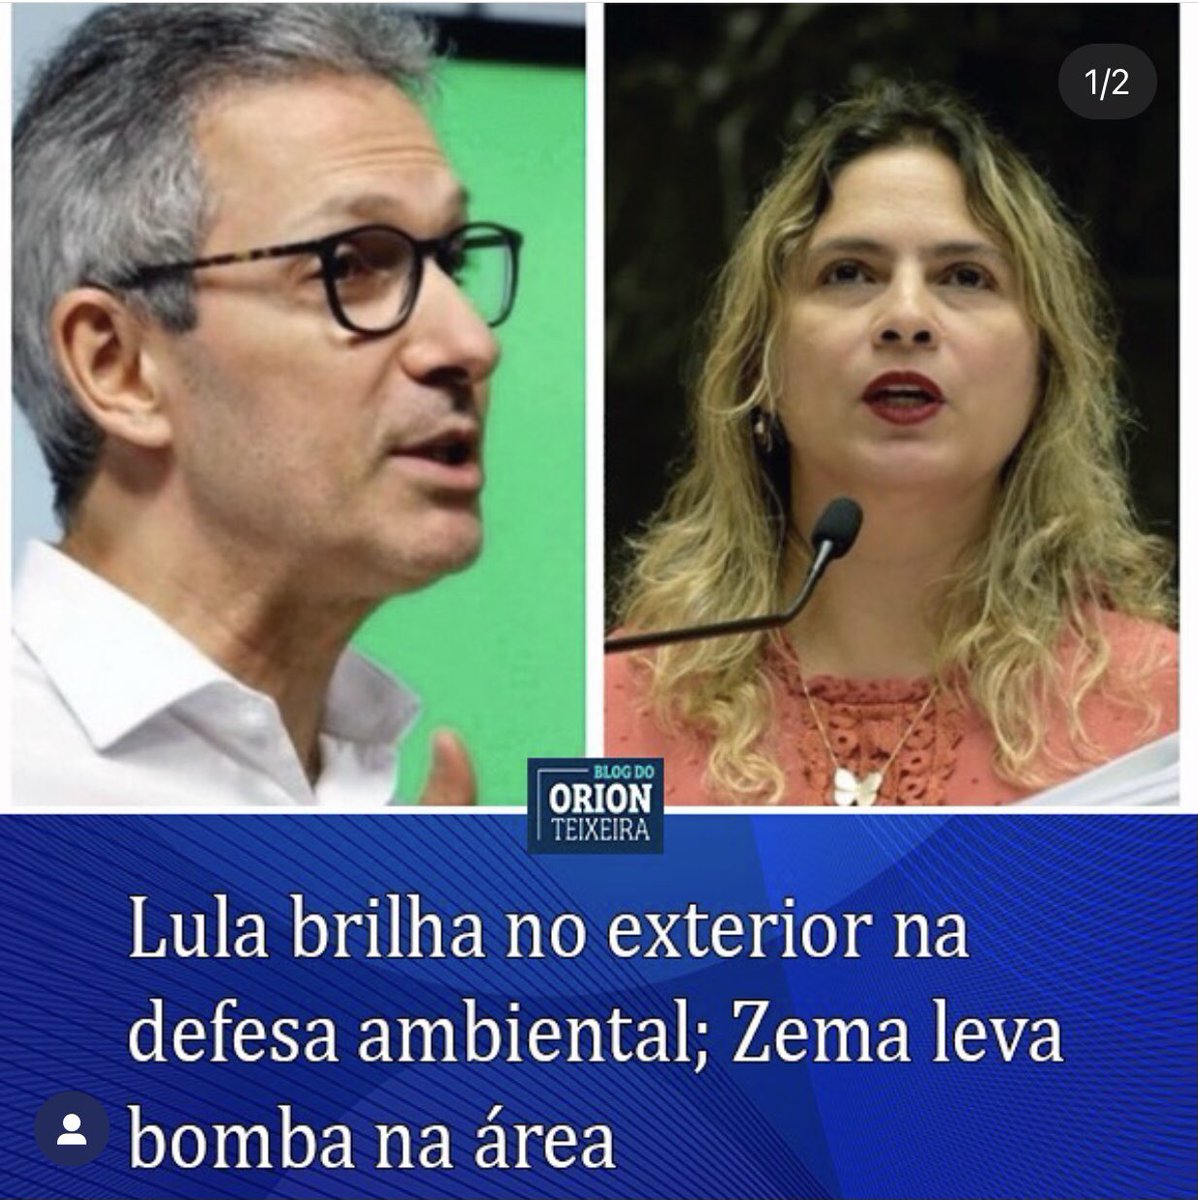 1/2
BLOG DO
ORION
TEIXEIRA
Lula brilha no exterior na
defesa ambiental; Zema leva
bomba na área